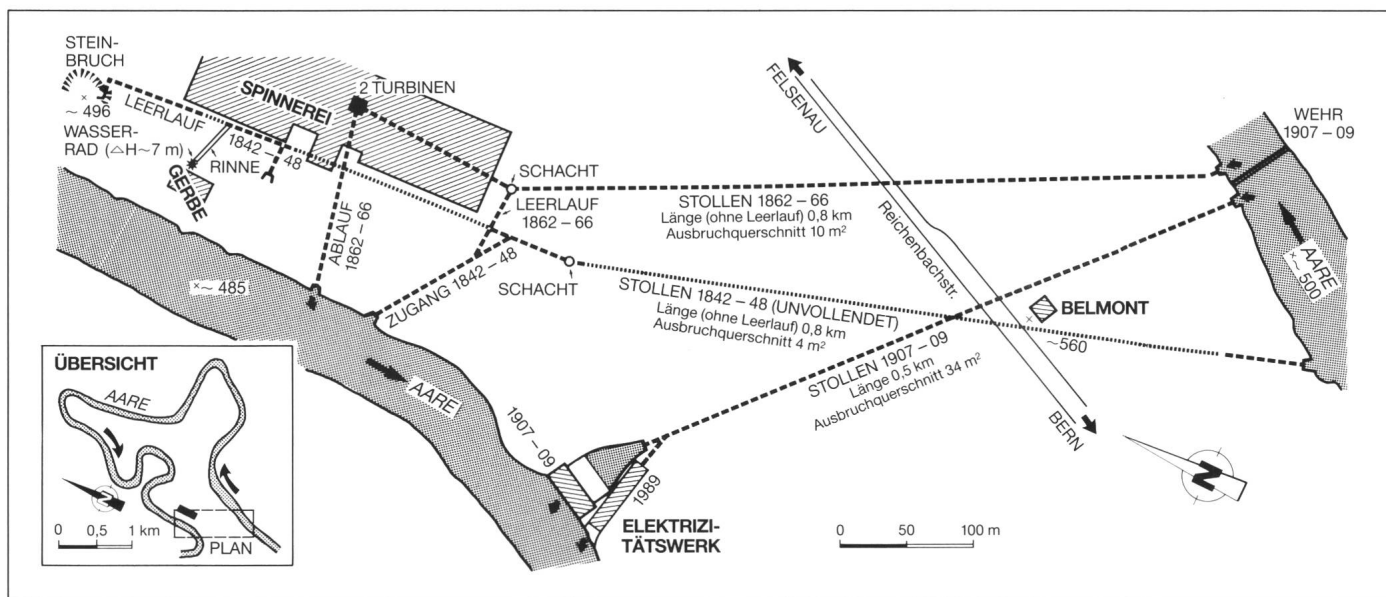 STEIN-
BRUCH
~ 496
LEERLAUF
1842 – 48
WASSER-
RAD (△H~7 m)
RINNE
GERBE
SPINNEREI
2 TURBINEN
ABLAUF
1862 – 66
SCHACHT
LEERLAUF
1862 – 66
ZUGANG 1842 – 48
SCHACHT
STOLLEN 1862 – 66
Länge (ohne Leerlauf) 0,8 km
Ausbruchquerschnitt 10 m²
STOLLEN 1842 – 48 (UNVOLLENDET)
Länge (ohne Leerlauf) 0,8 km
Ausbruchquerschnitt 4 m²
STOLLEN 1907 – 09
Länge 0.5 km
Ausbruchquerschnitt 34 m²
FELSENAU
Reichenbachstr.
BERN
WEHR
1907 – 09
AARE
×~ 500
BELMONT
~560
×~ 485
AARE
1907 – 09
1989
ELEKTRIZI-
TÄTSWERK
N
0 50 100 m
ÜBERSICHT
AARE
N
0 0,5 1 km
PLAN